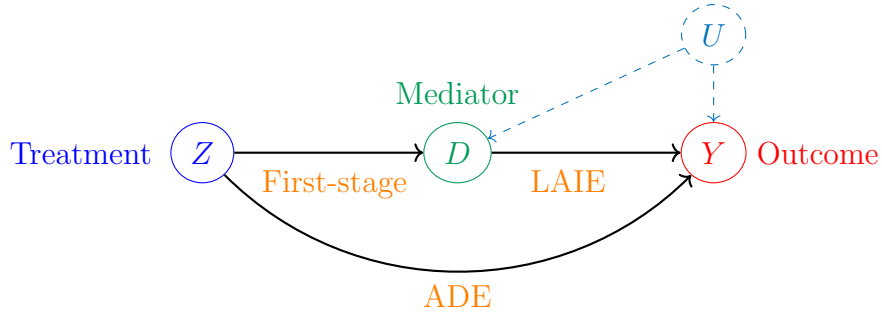 U
Mediator
Treatment Z D Y Outcome
First-stage LAIE
ADE